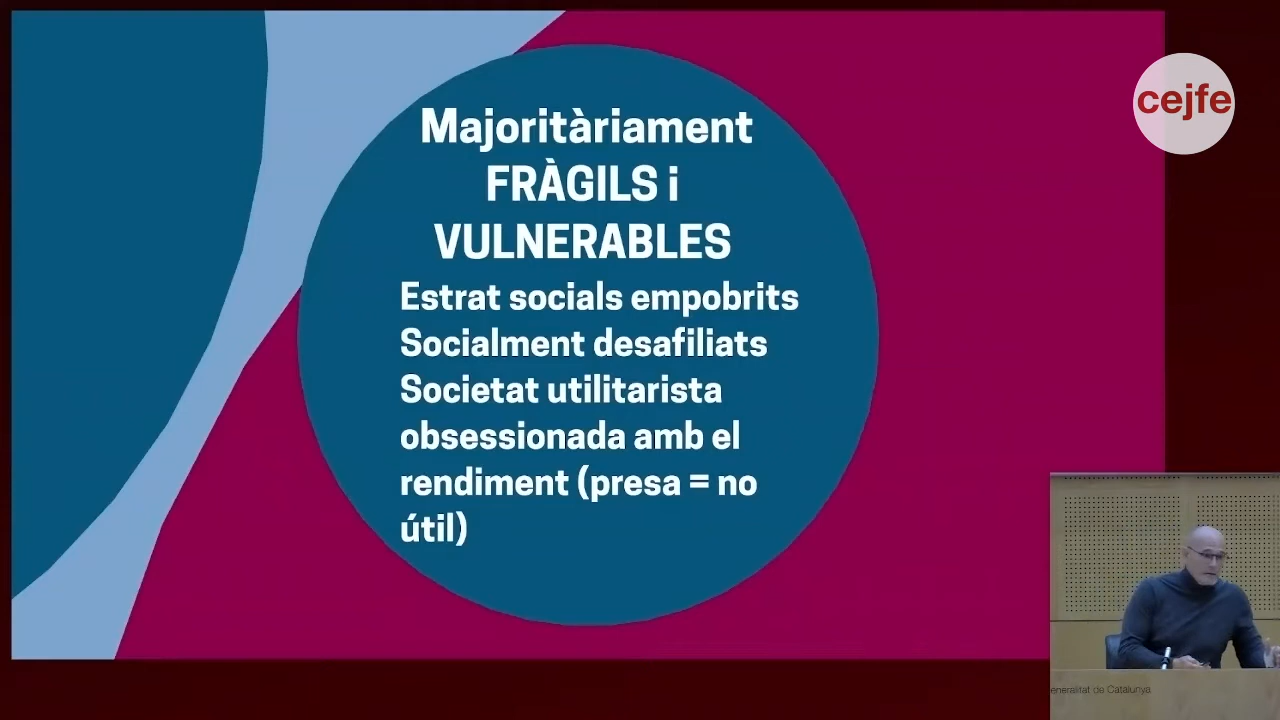 cejfe
Majoritàriament
FRÀGILS i
VULNERABLES
Estrat socials empobrits
Socialment desafiliats
Societat utilitarista
obsessionada amb el
rendiment (presa = no
útil)
eneralitat de Catalunya